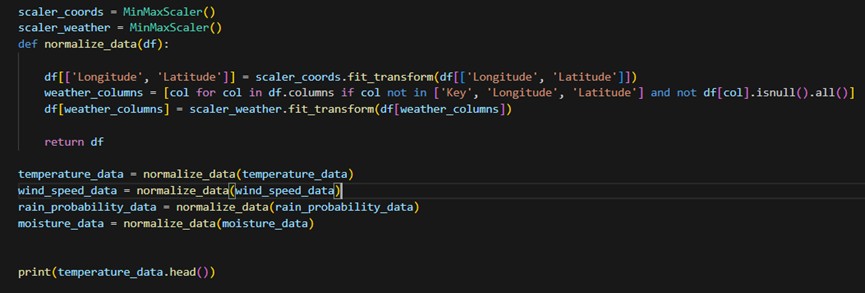 scaler_coords = MinMaxScaler()
scaler_weather = MinMaxScaler()
def normalize_data(df):
    df[['Longitude', 'Latitude']] = scaler_coords.fit_transform(df[['Longitude', 'Latitude']])
    weather_columns = [col for col in df.columns if col not in ['Key', 'Longitude', 'Latitude'] and not df[col].isnull().all()]
    df[weather_columns] = scaler_weather.fit_transform(df[weather_columns])
    return df
temperature_data = normalize_data(temperature_data)
wind_speed_data = normalize_data(wind_speed_data)
rain_probability_data = normalize_data(rain_probability_data)
moisture_data = normalize_data(moisture_data)
print(temperature_data.head())